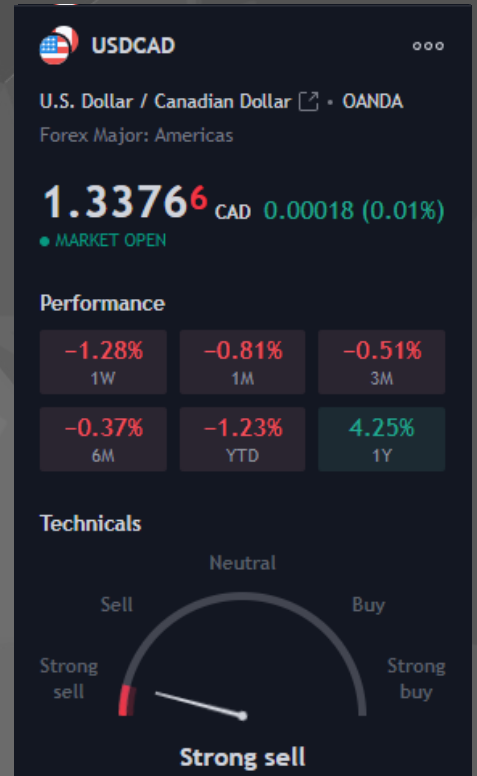 USDCAD
U.S. Dollar / Canadian Dollar • OANDA
Forex Major: Americas
1.33766 CAD 0.00018 (0.01%)
MARKET OPEN
Performance
−1.28% −0.81% −0.51%
1W 1M 3M
−0.37% −1.23% 4.25%
6M YTD 1Y
Technicals
Neutral
Sell Buy
Strong sell Strong buy
Strong sell